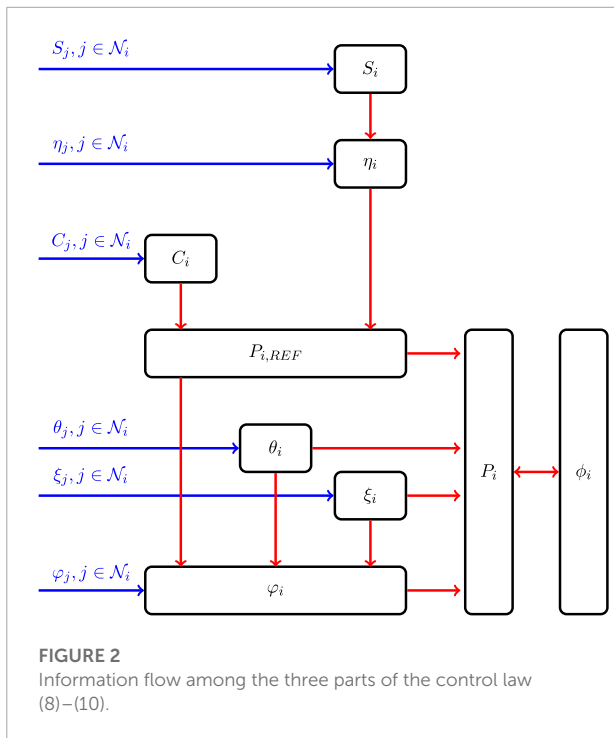 S_j, j ∈ 𝒩_i
S_i
η_j, j ∈ 𝒩_i
η_i
C_j, j ∈ 𝒩_i
C_i
P_{i,REF}
θ_j, j ∈ 𝒩_i
θ_i
ξ_j, j ∈ 𝒩_i
ξ_i
P_i
ϕ_i
φ_j, j ∈ 𝒩_i
φ_i
FIGURE 2
Information flow among the three parts of the control law
(8)–(10).